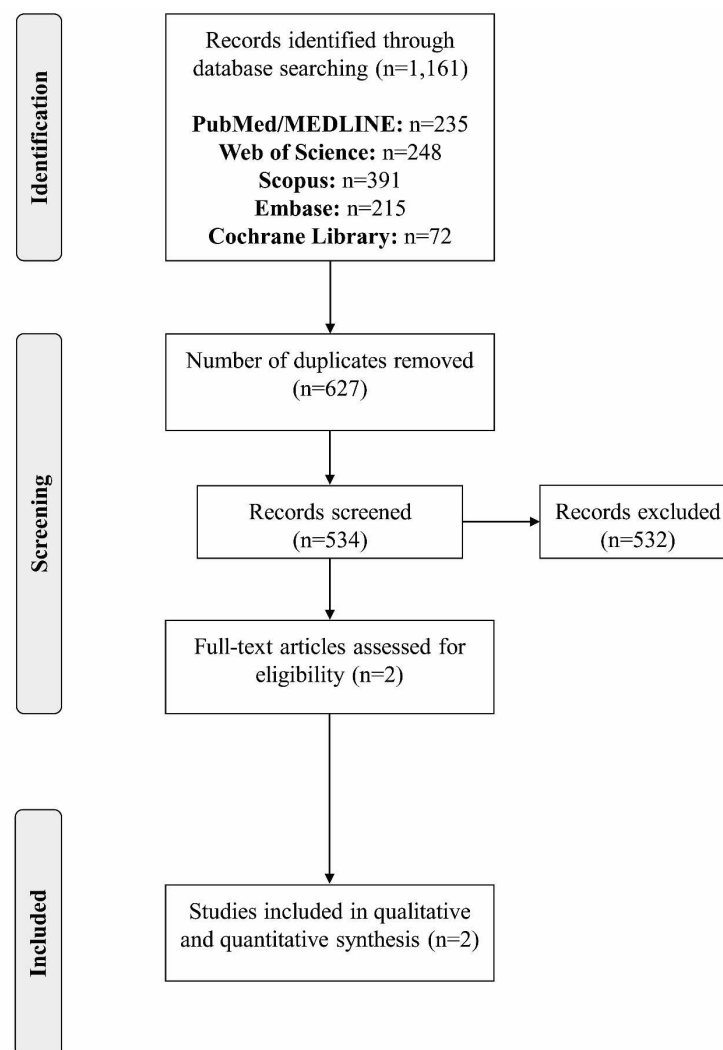 Identification
Records identified through
database searching (n=1,161)
PubMed/MEDLINE: n=235
Web of Science: n=248
Scopus: n=391
Embase: n=215
Cochrane Library: n=72
Screening
Number of duplicates removed
(n=627)
Records screened
(n=534)
Records excluded
(n=532)
Full-text articles assessed for
eligibility (n=2)
Included
Studies included in qualitative
and quantitative synthesis (n=2)